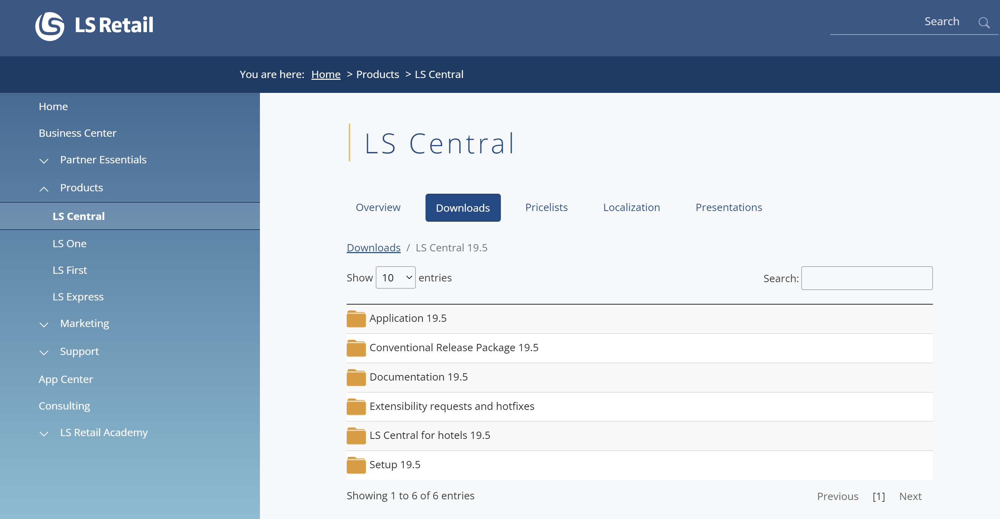 LS Retail
Search
You are here: Home > Products > LS Central
Home
Business Center
Partner Essentials
Products
LS Central
LS One
LS First
LS Express
Marketing
Support
App Center
Consulting
LS Retail Academy
LS Central
Overview Downloads Pricelists Localization Presentations
Downloads / LS Central 19.5
Show 10 entries Search:
Application 19.5
Conventional Release Package 19.5
Documentation 19.5
Extensibility requests and hotfixes
LS Central for hotels 19.5
Setup 19.5
Showing 1 to 6 of 6 entries Previous [1] Next